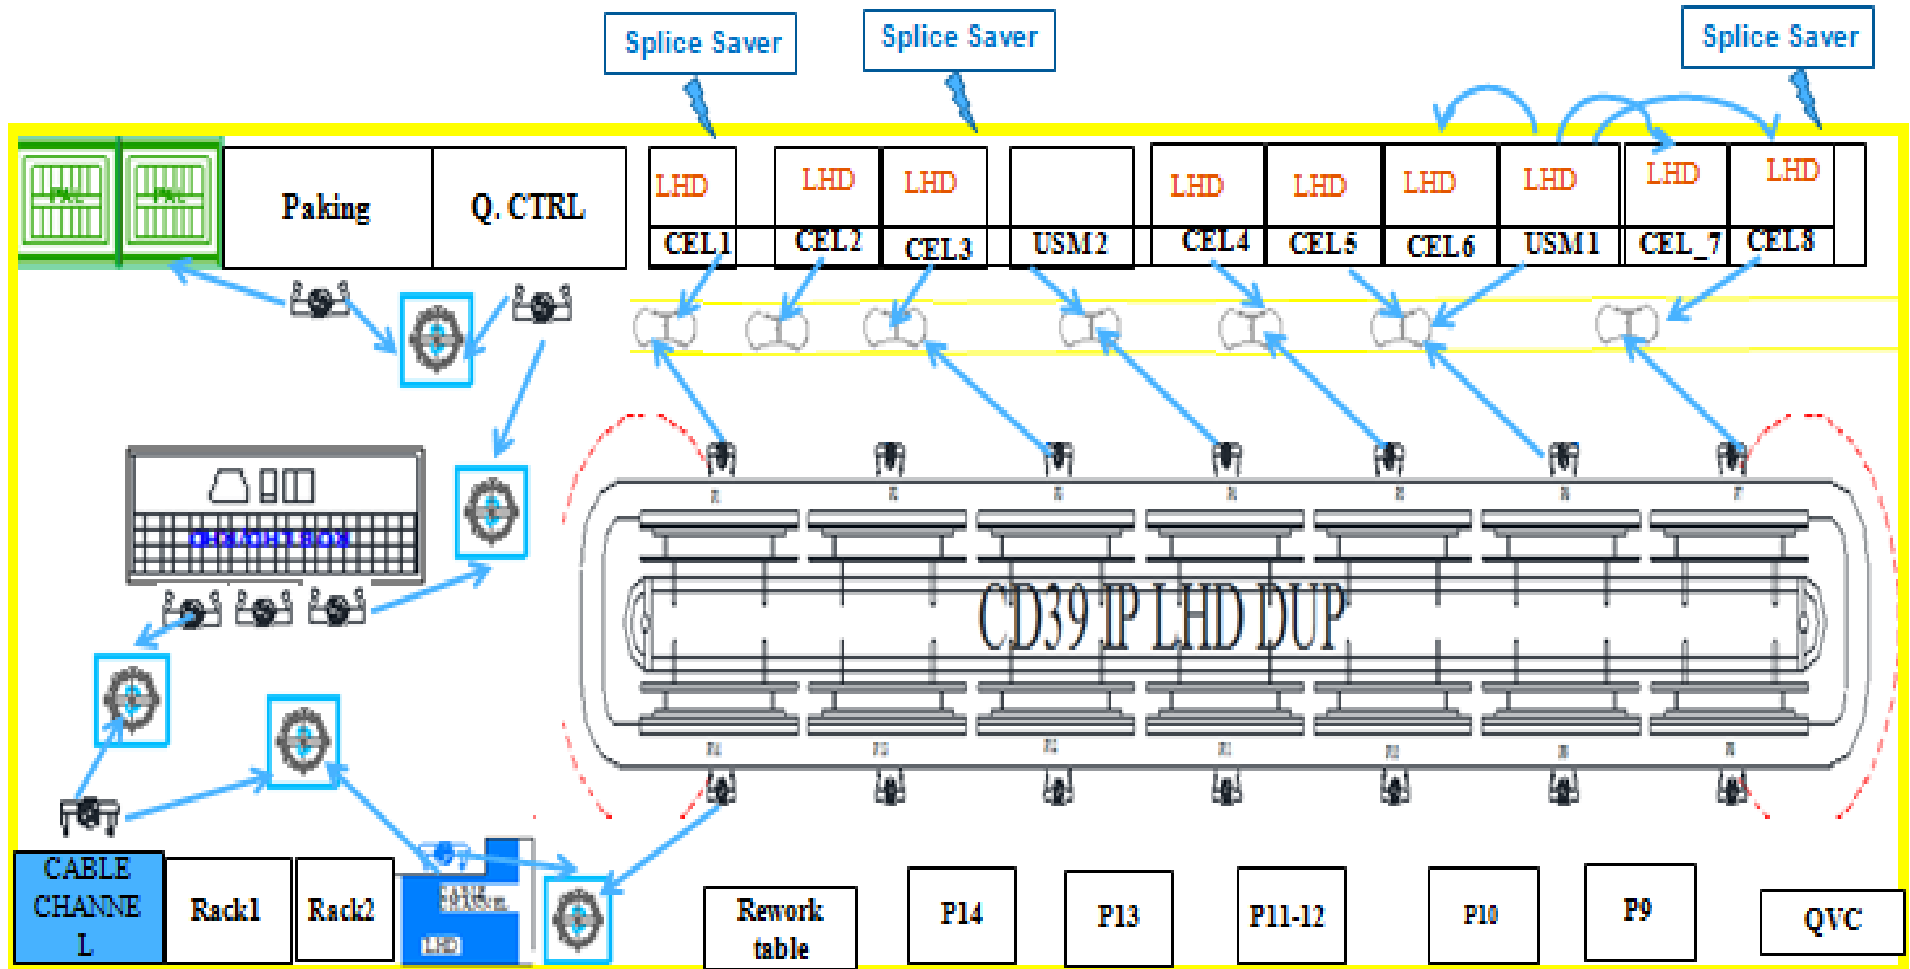 Splice Saver
Splice Saver
Splice Saver
PAL
PAL
Paking
Q. CTRL
LHD
LHD
LHD
LHD
LHD
LHD
LHD
LHD
LHD
CEL1
CEL2
CEL3
USM2
CEL4
CEL5
CEL6
USM1
CEL_7
CEL8
CD39 IP LHD DUP
CABLE
CHANNE
L
Rack1
Rack2
LHD
Rework
table
P14
P13
P11-12
P10
P9
QVC